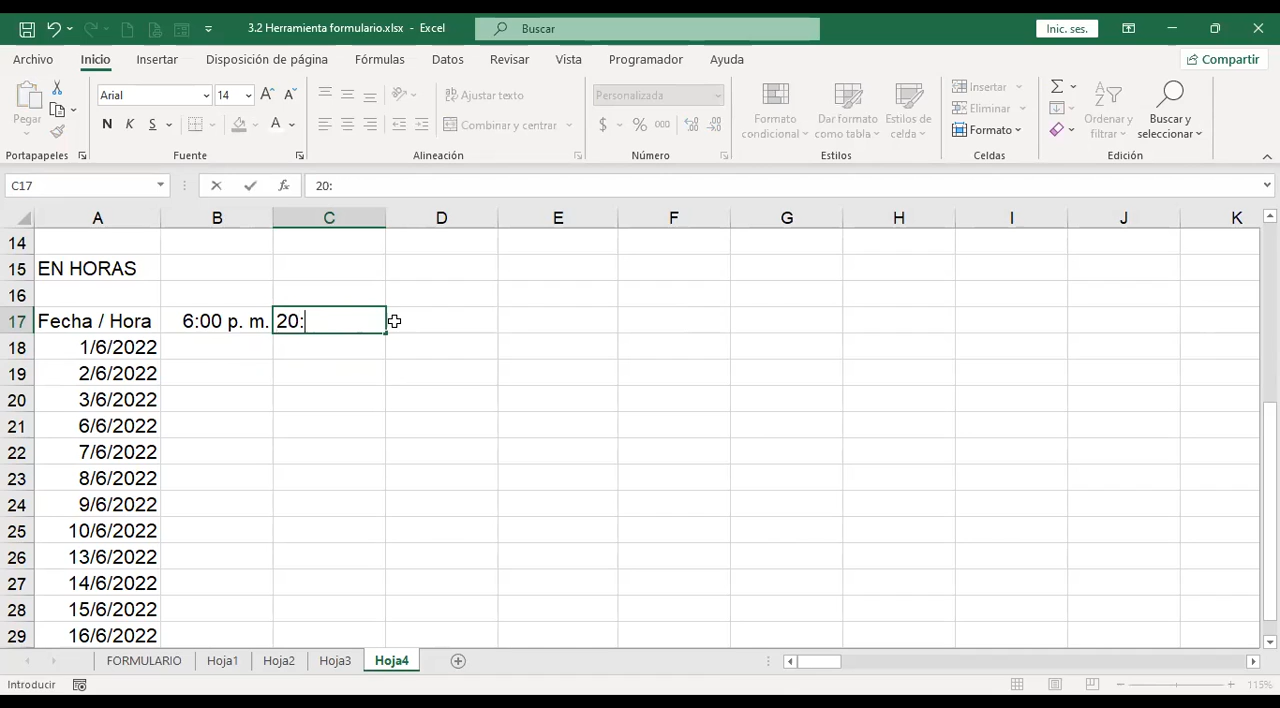 3.2 Herramienta formulario.xlsx - Excel
Buscar
Inic. ses.
Archivo Inicio Insertar Disposición de página Fórmulas Datos Revisar Vista Programador Ayuda
Compartir
Pegar
Arial 14
N K S
Ajustar texto
Combinar y centrar
Personalizada
$ % 000
Formato condicional
Dar formato como tabla
Estilos de celda
Insertar
Eliminar
Formato
Ordenar y filtrar
Buscar y seleccionar
Portapapeles Fuente Alineación Número Estilos Celdas Edición
C17 fx 20:
A B C D E F G H I J K
14
15 EN HORAS
16
17 Fecha / Hora 6:00 p. m. 20:
18 1/6/2022
19 2/6/2022
20 3/6/2022
21 6/6/2022
22 7/6/2022
23 8/6/2022
24 9/6/2022
25 10/6/2022
26 13/6/2022
27 14/6/2022
28 15/6/2022
29 16/6/2022
FORMULARIO Hoja1 Hoja2 Hoja3 Hoja4
Introducir
115%